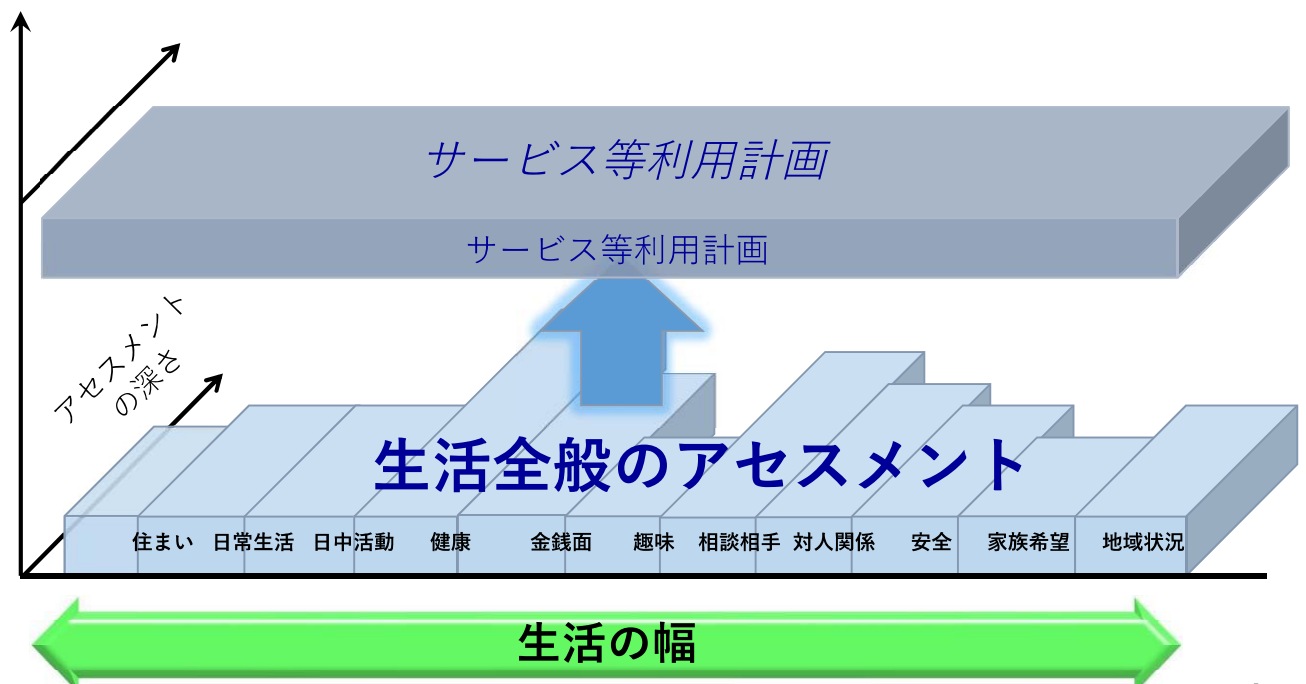 サービス等利用計画
サービス等利用計画
アセスメント
の深さ
生活全般のアセスメント
住まい 日常生活 日中活動 健康 金銭面 趣味 相談相手 対人関係 安全 家族希望 地域状況
生活の幅